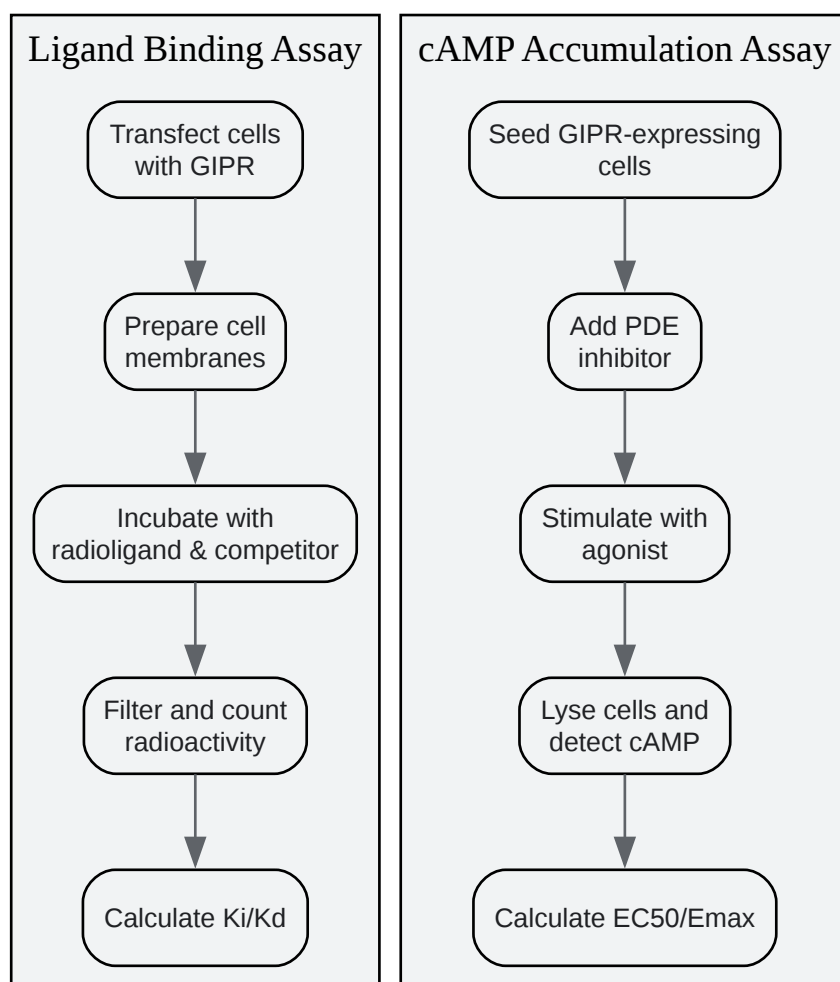 Ligand Binding Assay
Transfect cells
with GIPR
Prepare cell
membranes
Incubate with
radioligand & competitor
Filter and count
radioactivity
Calculate Ki/Kd
cAMP Accumulation Assay
Seed GIPR-expressing
cells
Add PDE
inhibitor
Stimulate with
agonist
Lyse cells and
detect cAMP
Calculate EC50/Emax